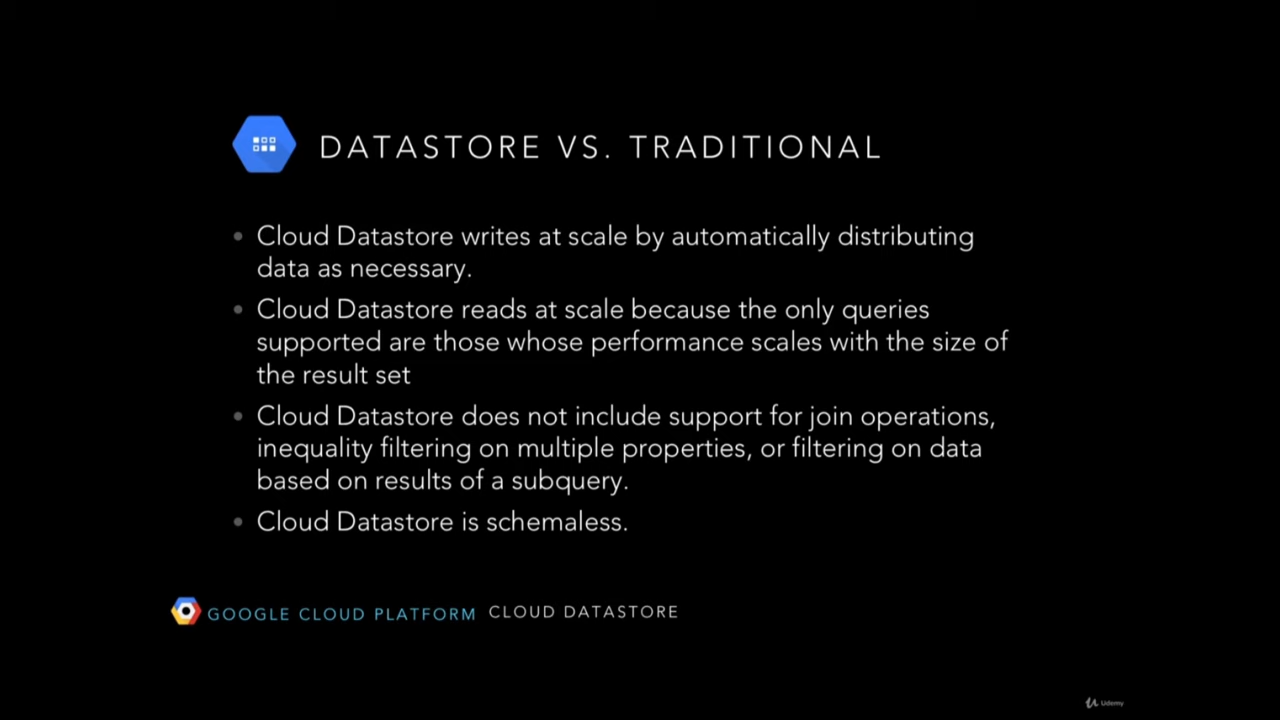 DATASTORE VS. TRADITIONAL
• Cloud Datastore writes at scale by automatically distributing
data as necessary.
• Cloud Datastore reads at scale because the only queries
supported are those whose performance scales with the size of
the result set
• Cloud Datastore does not include support for join operations,
inequality filtering on multiple properties, or filtering on data
based on results of a subquery.
• Cloud Datastore is schemaless.
GOOGLE CLOUD PLATFORM CLOUD DATASTORE
Udemy